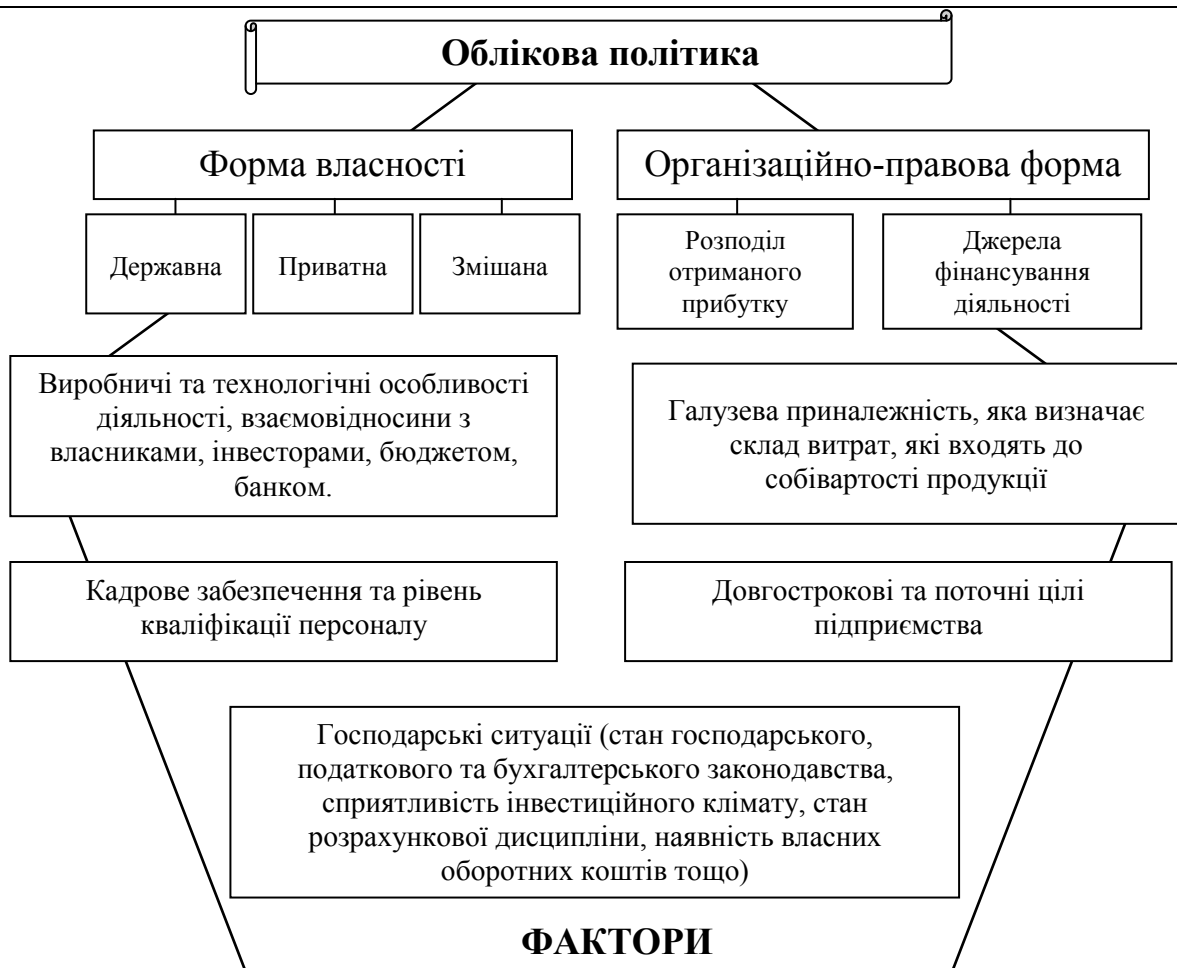 Облікова політика
Форма власності
Організаційно-правова форма
Державна
Приватна
Змішана
Розподіл
отриманого
прибутку
Джерела
фінансування
діяльності
Виробничі та технологічні особливості
діяльності, взаємовідносини з
власниками, інвесторами, бюджетом,
банком.
Галузева приналежність, яка визначає
склад витрат, які входять до
собівартості продукції
Кадрове забезпечення та рівень
кваліфікації персоналу
Довгострокові та поточні цілі
підприємства
Господарські ситуації (стан господарського,
податкового та бухгалтерського законодавства,
сприятливість інвестиційного клімату, стан
розрахункової дисципліни, наявність власних
оборотних коштів тощо)
ФАКТОРИ